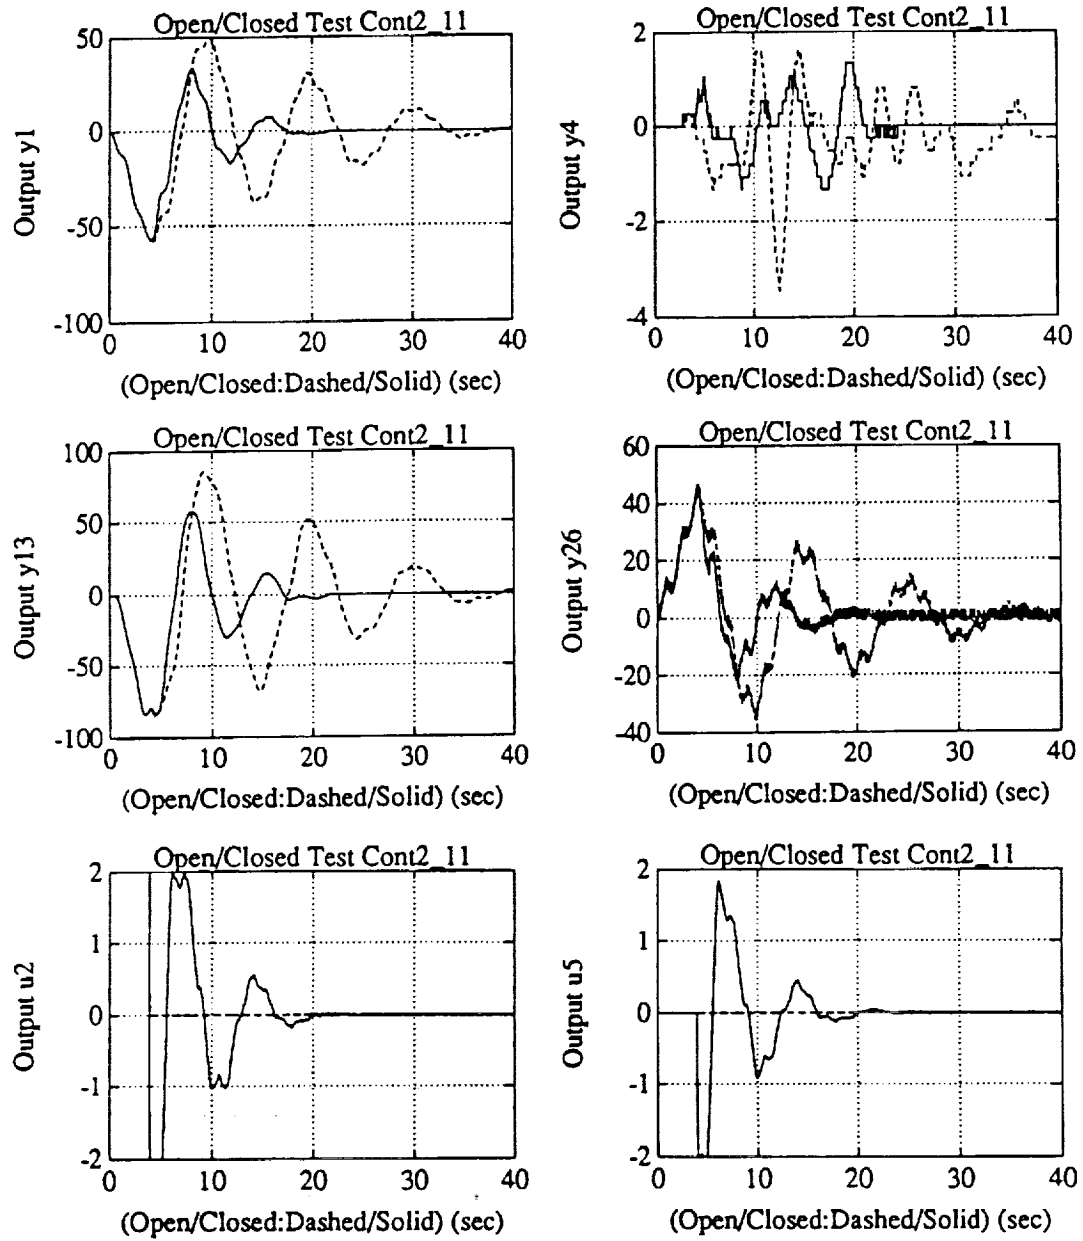 Open/Closed Test Cont2_11
50
0
-50
-100
Output y1
0 10 20 30 40
(Open/Closed:Dashed/Solid) (sec)
Open/Closed Test Cont2_11
2
0
-2
-4
Output y4
0 10 20 30 40
(Open/Closed:Dashed/Solid) (sec)
Open/Closed Test Cont2_11
100
50
0
-50
-100
Output y13
0 10 20 30 40
(Open/Closed:Dashed/Solid) (sec)
Open/Closed Test Cont2_11
60
40
20
0
-20
-40
Output y26
0 10 20 30 40
(Open/Closed:Dashed/Solid) (sec)
Open/Closed Test Cont2_11
2
1
0
-1
-2
Output u2
0 10 20 30 40
(Open/Closed:Dashed/Solid) (sec)
Open/Closed Test Cont2_11
2
1
0
-1
-2
Output u5
0 10 20 30 40
(Open/Closed:Dashed/Solid) (sec)